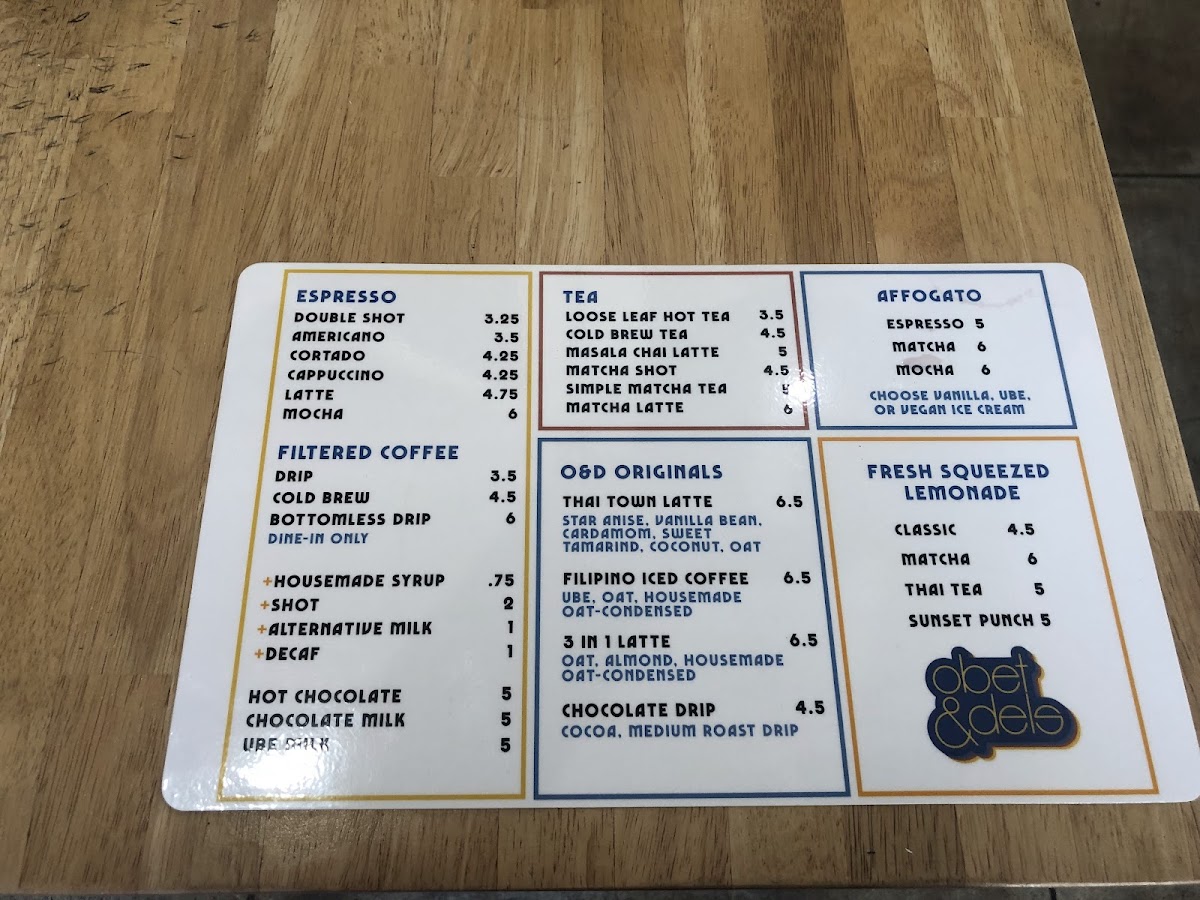 ESPRESSO
DOUBLE SHOT 3.25
AMERICANO 3.5
CORTADO 4.25
CAPPUCCINO 4.25
LATTE 4.75
MOCHA 6
FILTERED COFFEE
DRIP 3.5
COLD BREW 4.5
BOTTOMLESS DRIP 6
DINE-IN ONLY
+HOUSEMADE SYRUP .75
+SHOT 2
+ALTERNATIVE MILK 1
+DECAF 1
HOT CHOCOLATE 5
CHOCOLATE MILK 5
UBE MILK 5
TEA
LOOSE LEAF HOT TEA 3.5
COLD BREW TEA 4.5
MASALA CHAI LATTE 5
MATCHA SHOT 4.5
SIMPLE MATCHA TEA 5
MATCHA LATTE 6
O&D ORIGINALS
THAI TOWN LATTE 6.5
STAR ANISE, VANILLA BEAN,
CARDAMOM, SWEET
TAMARIND, COCONUT, OAT
FILIPINO ICED COFFEE 6.5
UBE, OAT, HOUSEMADE
OAT-CONDENSED
3 IN 1 LATTE 6.5
OAT, ALMOND, HOUSEMADE
OAT-CONDENSED
CHOCOLATE DRIP 4.5
COCOA, MEDIUM ROAST DRIP
AFFOGATO
ESPRESSO 5
MATCHA 6
MOCHA 6
CHOOSE VANILLA, UBE,
OR VEGAN ICE CREAM
FRESH SQUEEZED
LEMONADE
CLASSIC 4.5
MATCHA 6
THAI TEA 5
SUNSET PUNCH 5
obet
&dels